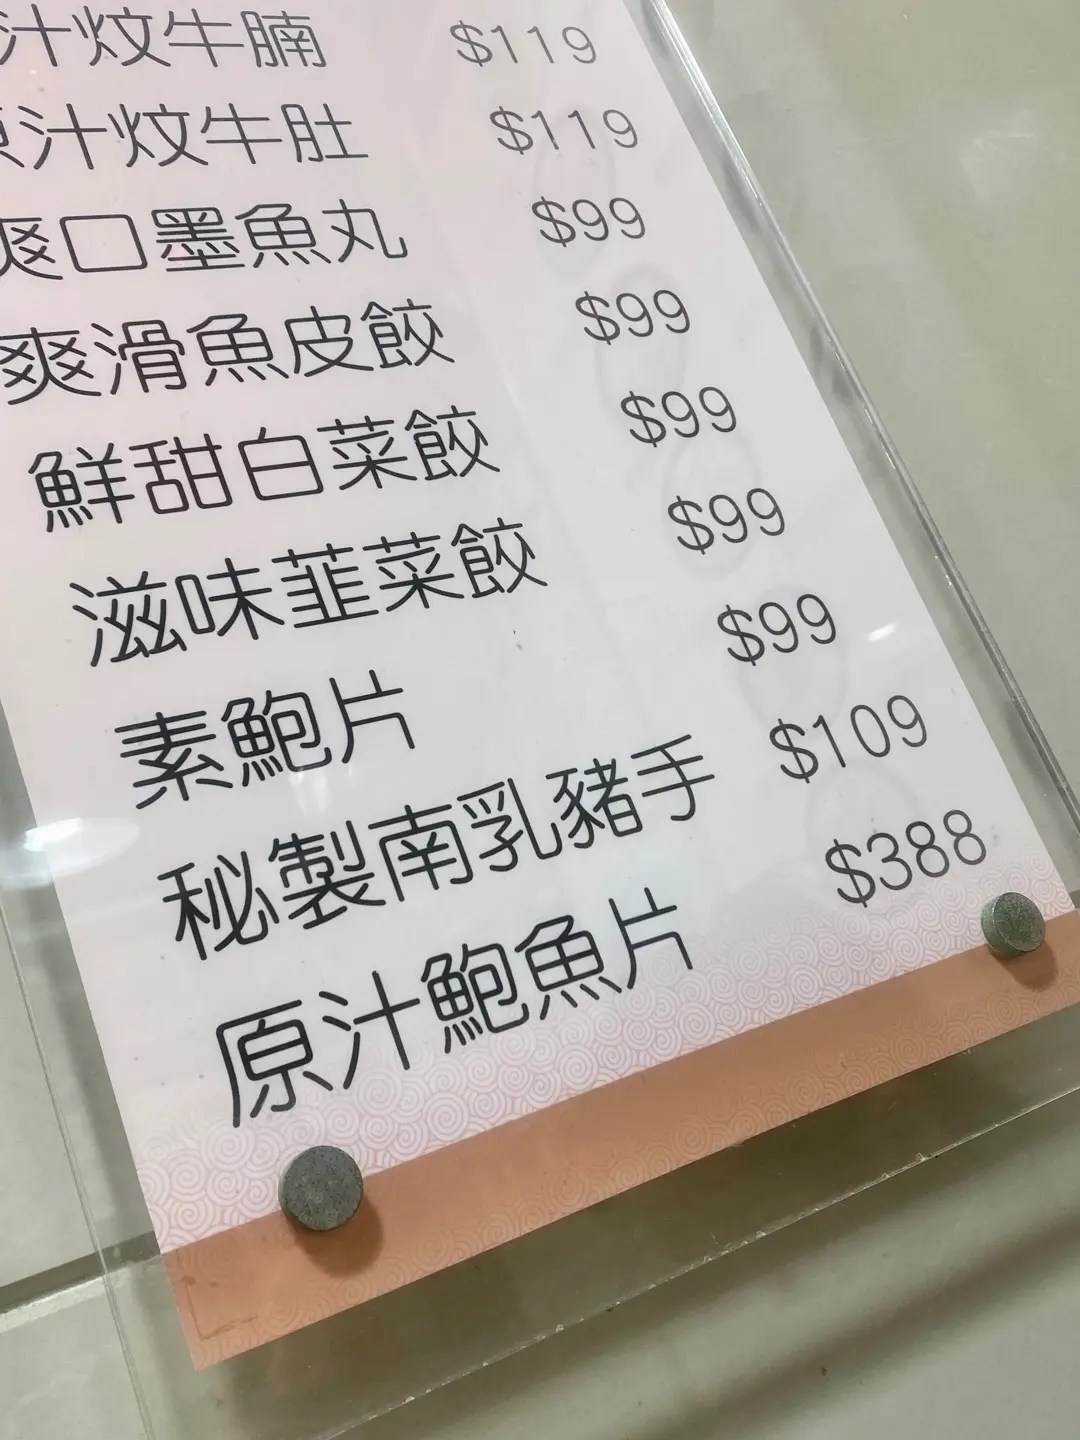 汁炆牛腩 $119
原汁炆牛肚 $119
爽口墨魚丸 $99
爽滑魚皮餃 $99
鮮甜白菜餃 $99
滋味韮菜餃 $99
素鮑片 $99
秘製南乳豬手 $109
原汁鮑魚片 $388